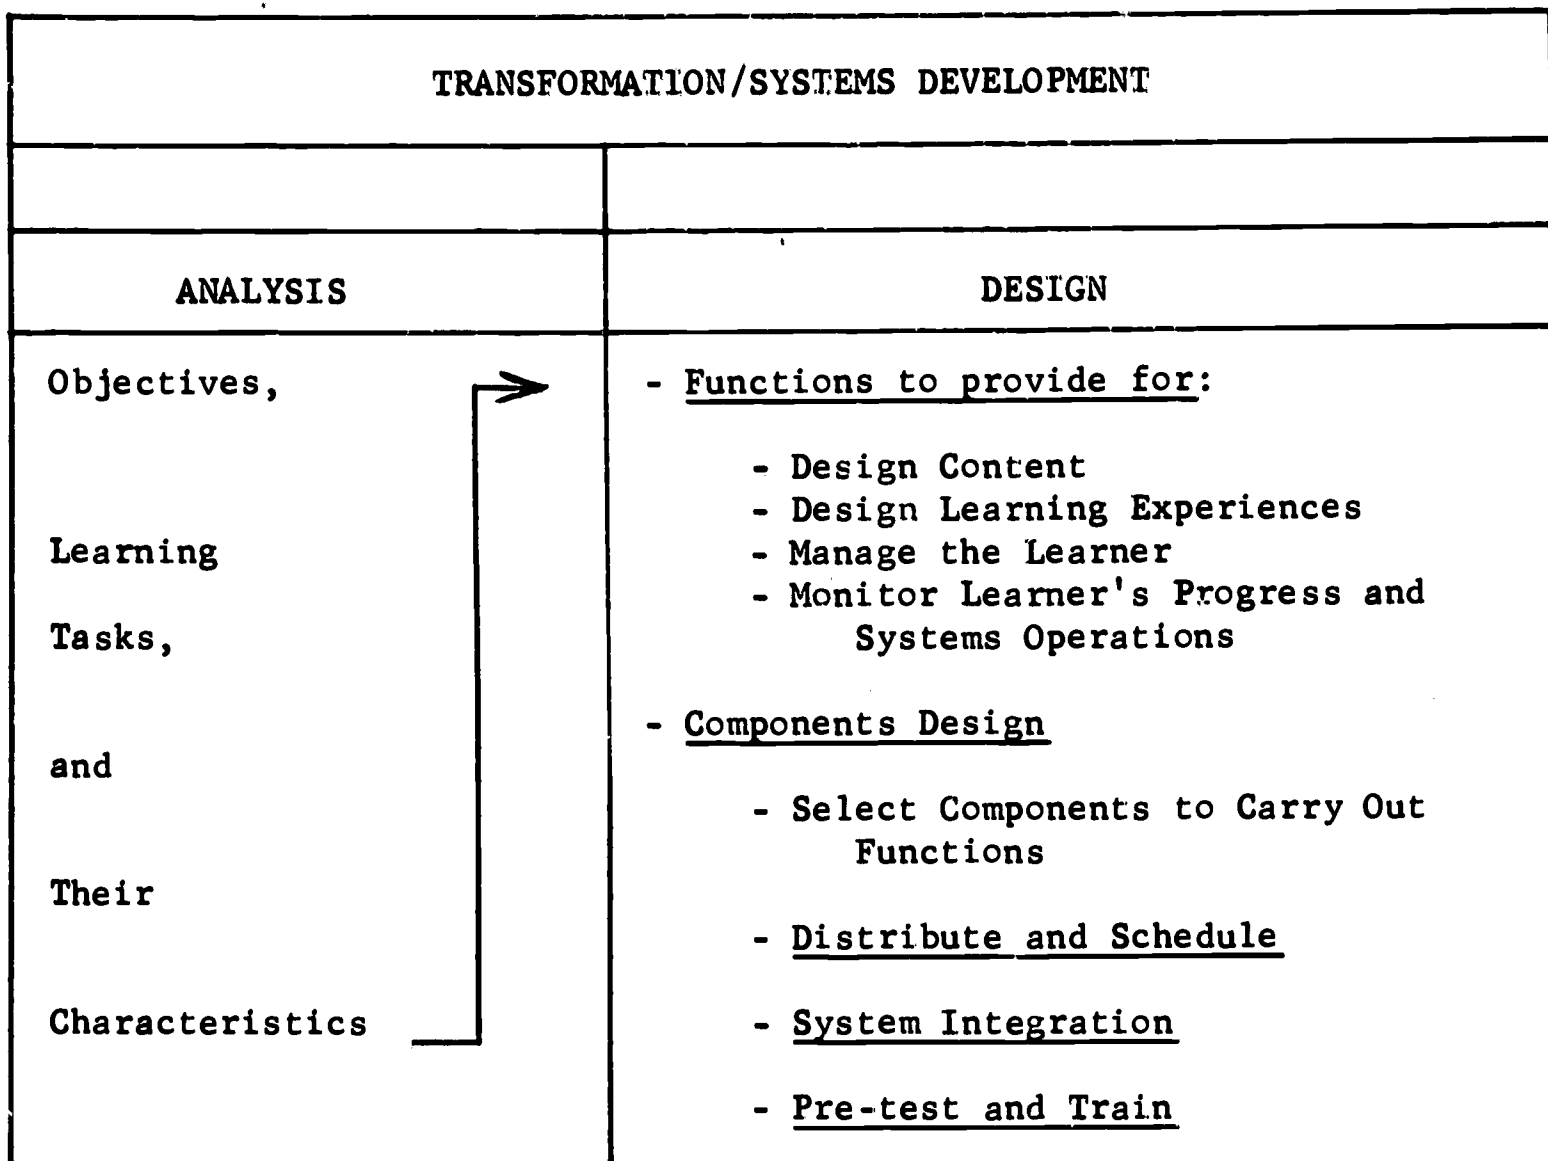 TRANSFORMATION/SYSTEMS DEVELOPMENT
ANALYSIS
DESIGN
Objectives,
Learning
Tasks,
and
Their
Characteristics
- Functions to provide for:
- Design Content
- Design Learning Experiences
- Manage the Learner
- Monitor Learner's Progress and
Systems Operations
- Components Design
- Select Components to Carry Out
Functions
- Distribute and Schedule
- System Integration
- Pre-test and Train